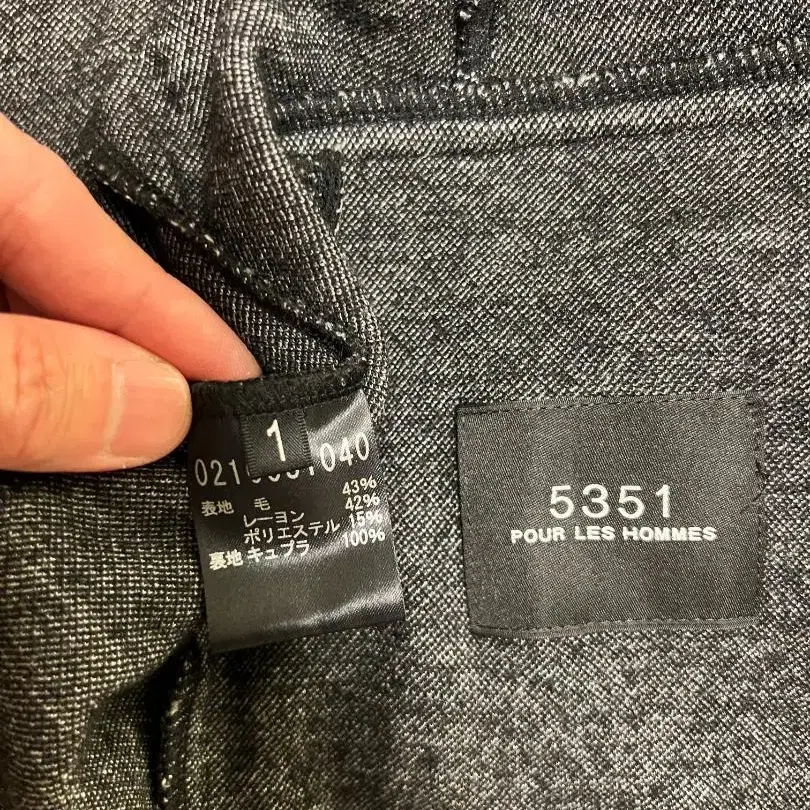 1
表地 毛 43%
レーヨン 42%
ポリエステル 15%
裏地 キュプラ 100%
5351
POUR LES HOMMES